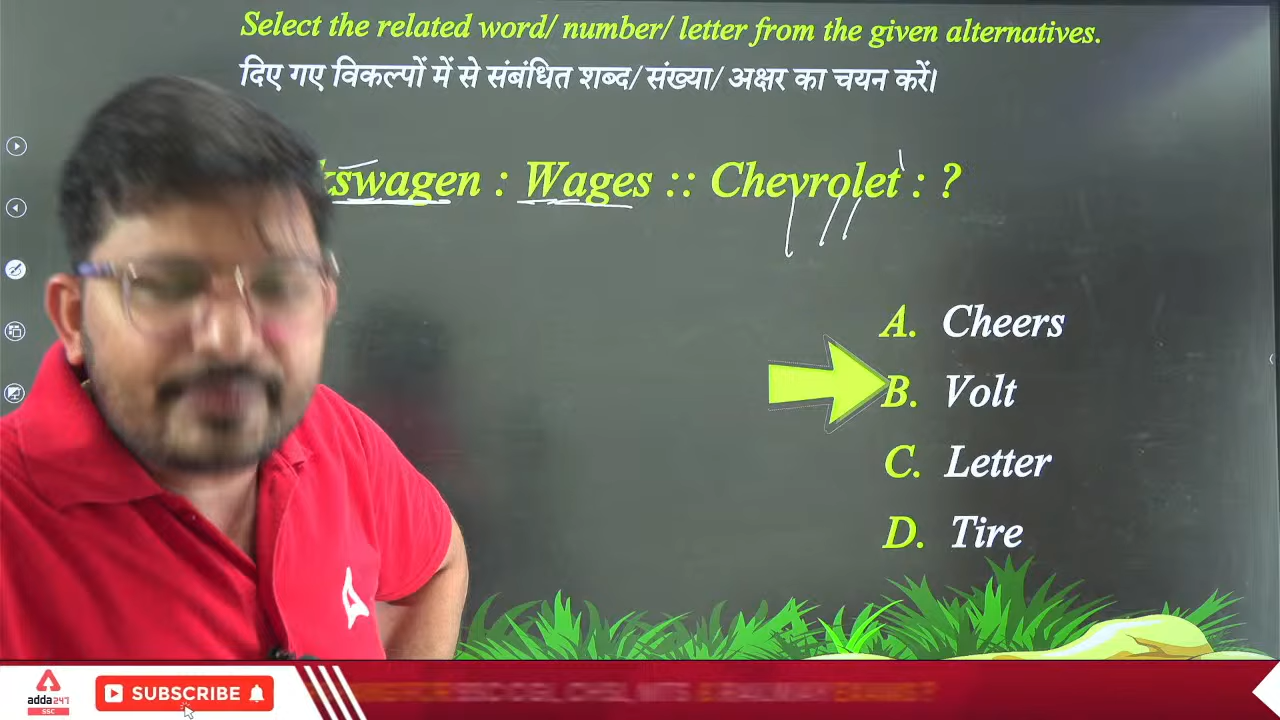 Select the related word/ number/ letter from the given alternatives.
दिए गए विकल्पों में से संबंधित शब्द/ संख्या/ अक्षर का चयन करें।
kswagen : Wages :: Chevrolet : ?
A. Cheers
B. Volt
C. Letter
D. Tire
adda247
SSC
SUBSCRIBE